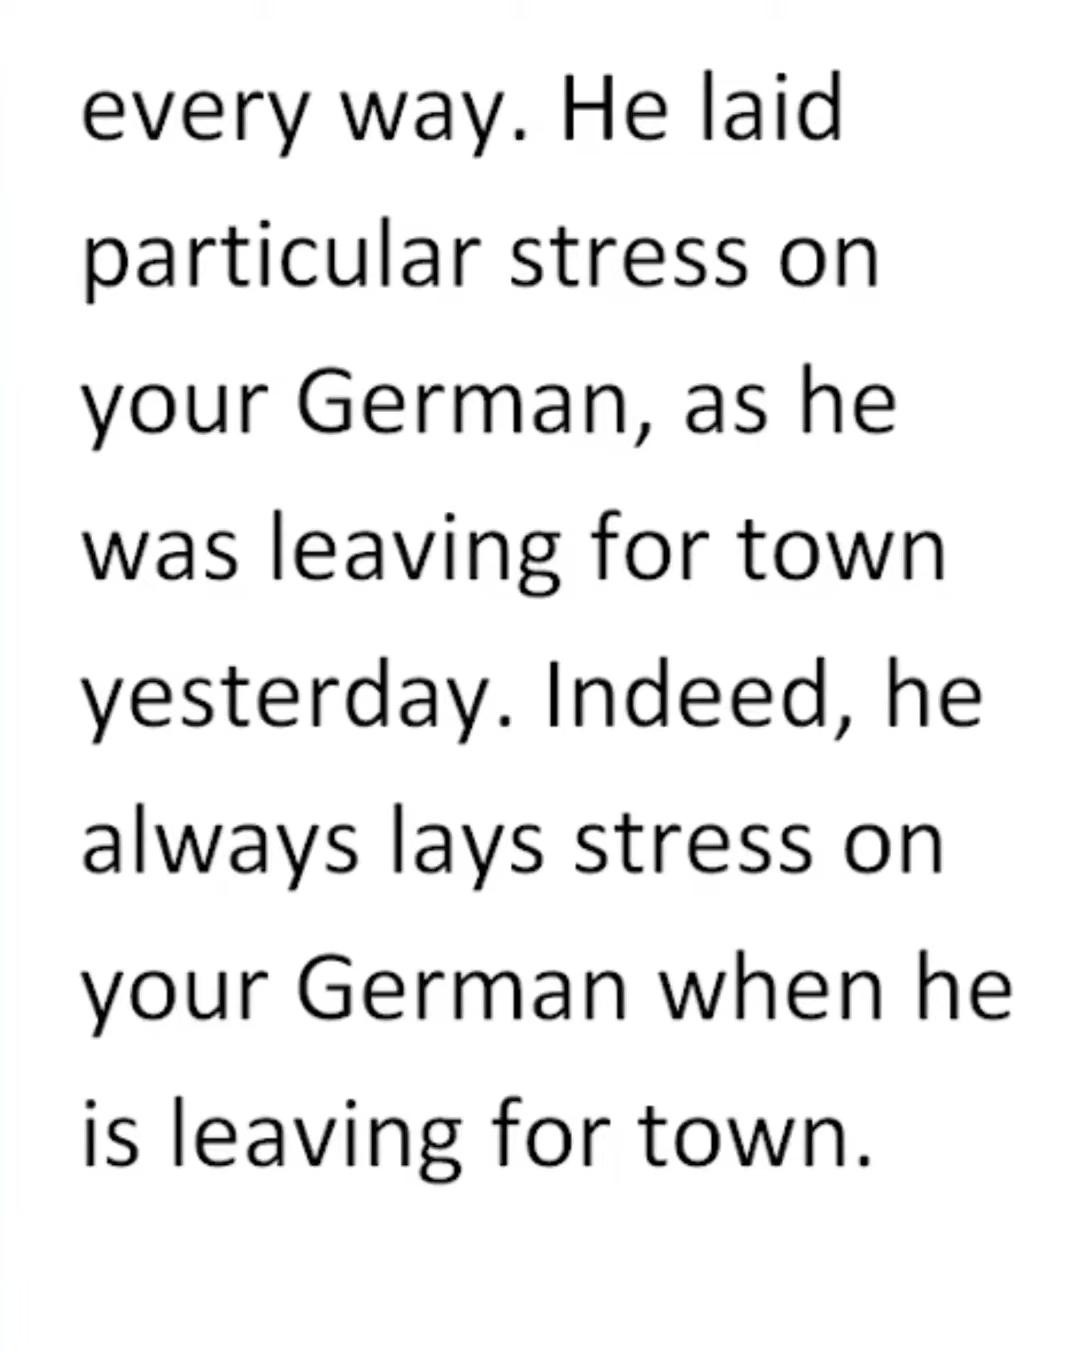 every way. He laid
particular stress on
your German, as he
was leaving for town
yesterday. Indeed, he
always lays stress on
your German when he
is leaving for town.